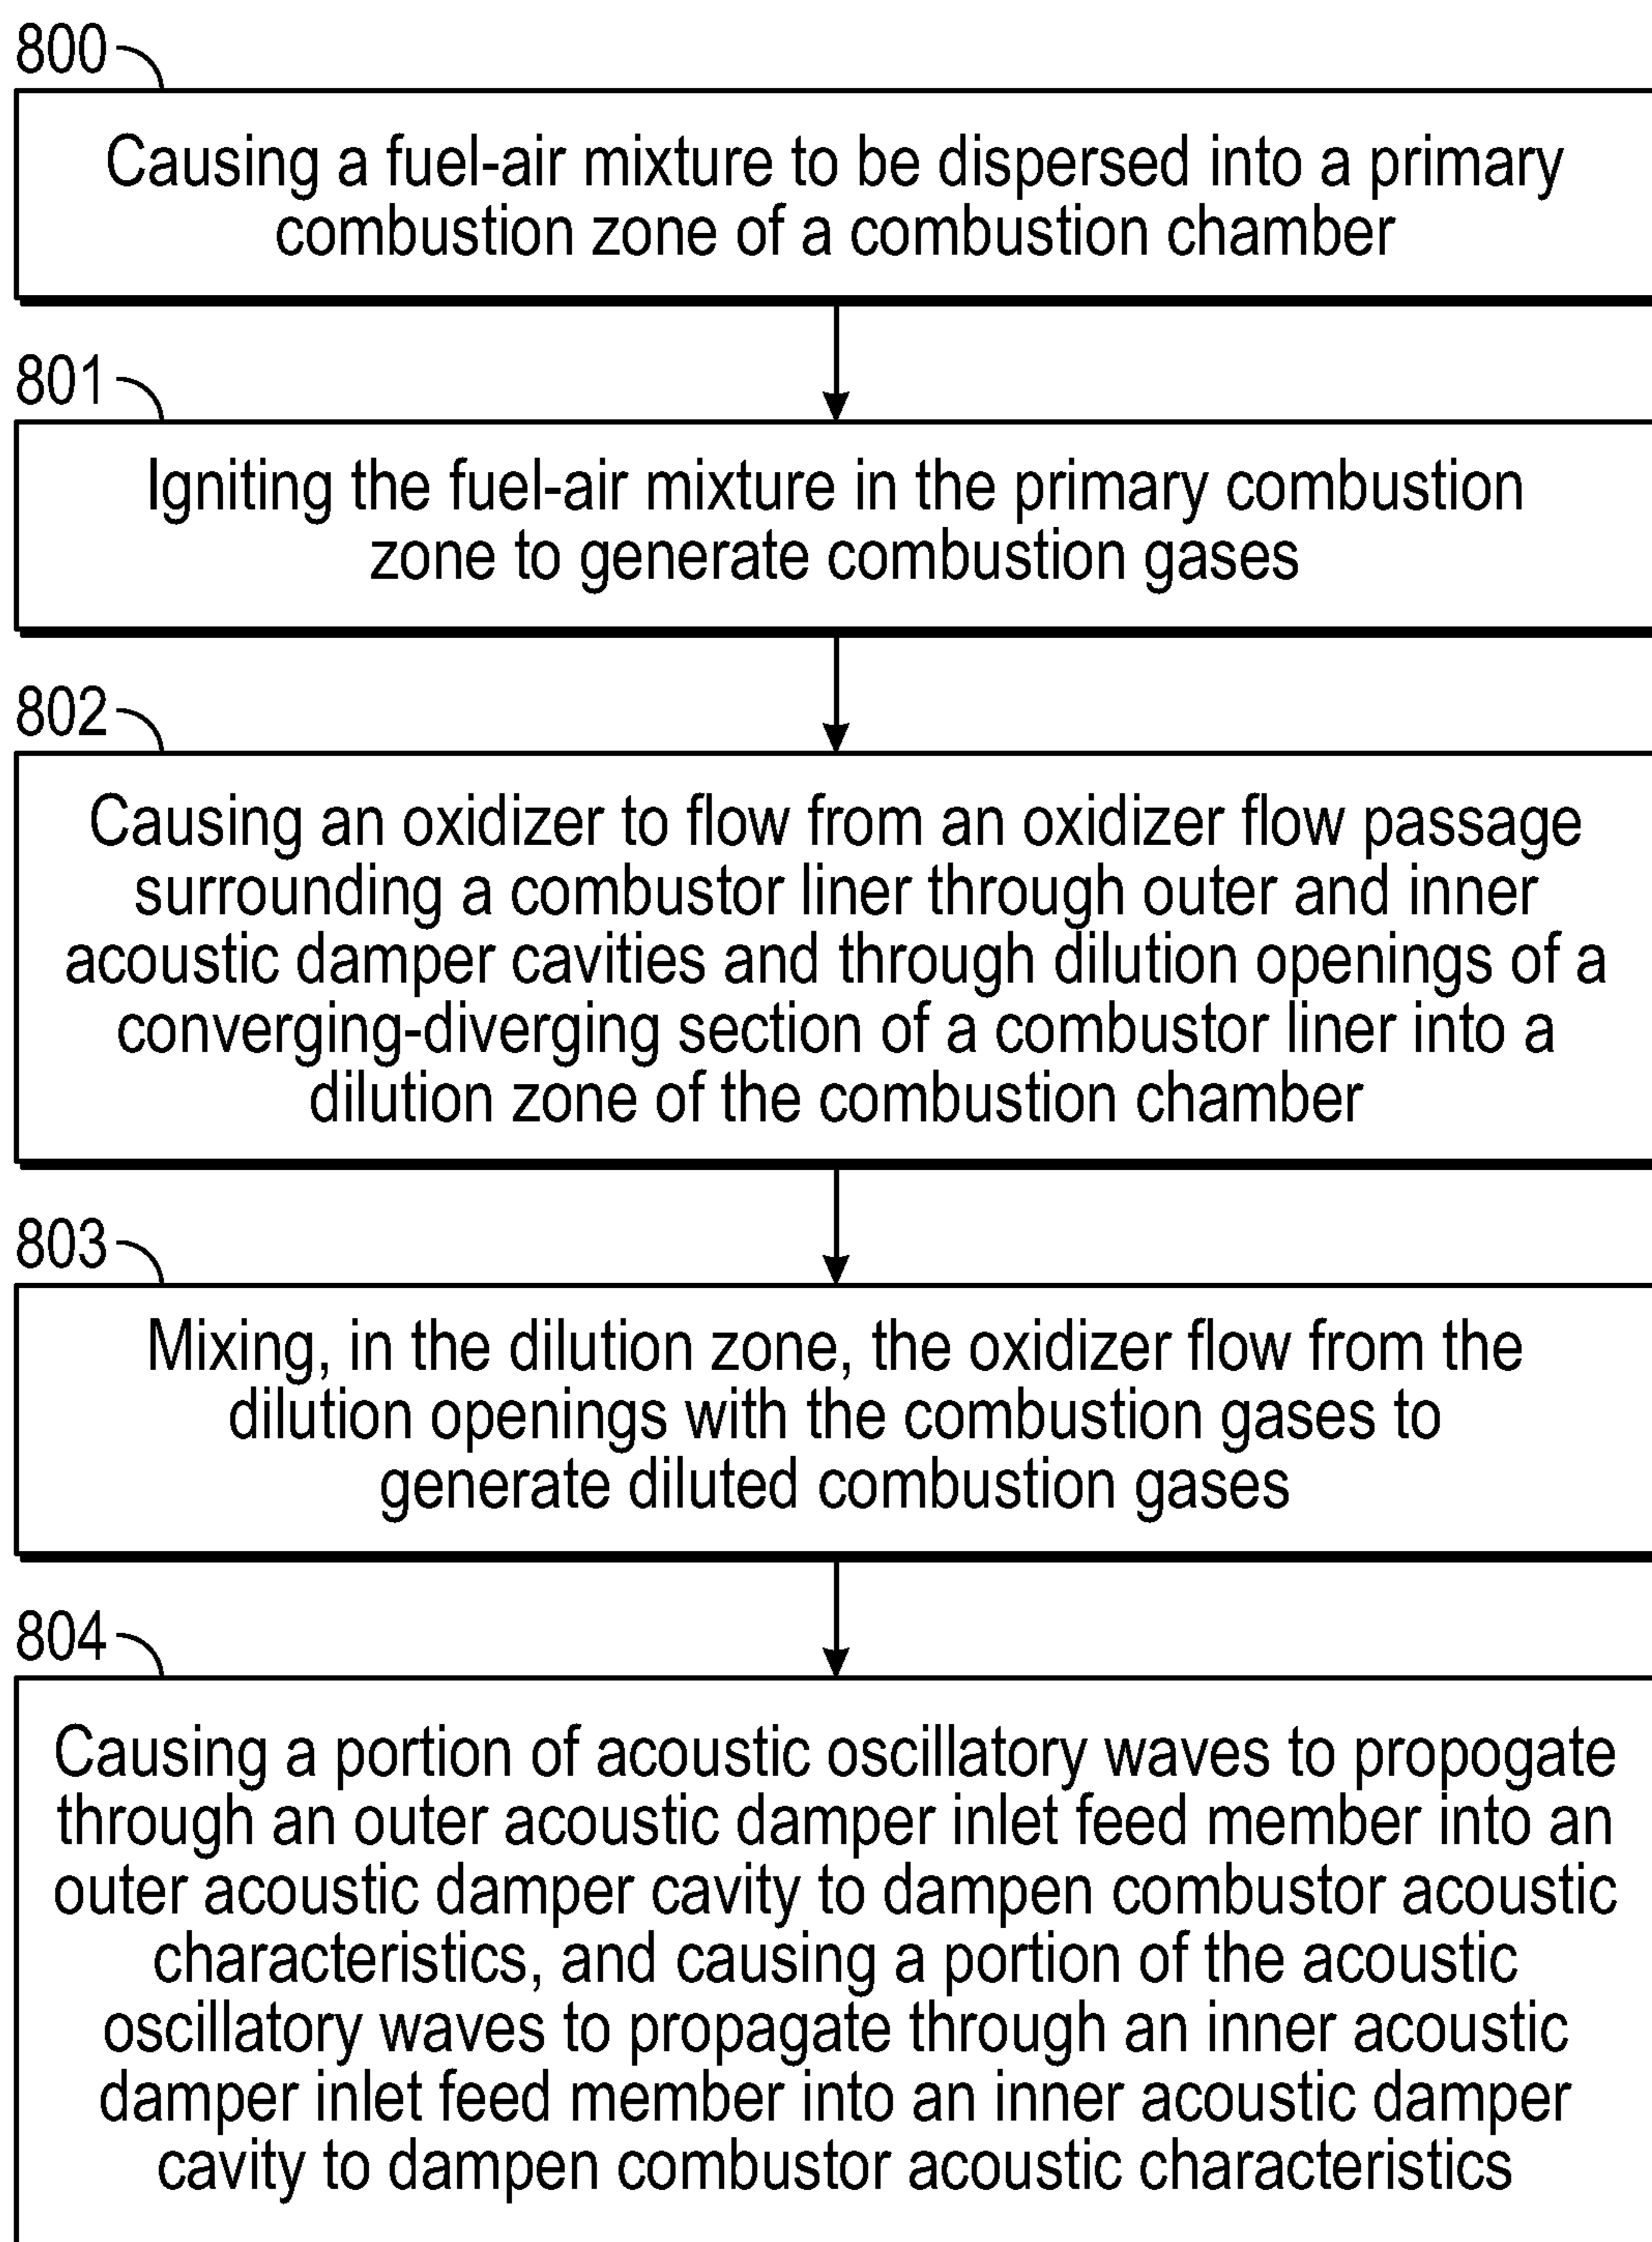 800
Causing a fuel-air mixture to be dispersed into a primary
combustion zone of a combustion chamber
801
Igniting the fuel-air mixture in the primary combustion
zone to generate combustion gases
802
Causing an oxidizer to flow from an oxidizer flow passage
surrounding a combustor liner through outer and inner
acoustic damper cavities and through dilution openings of a
converging-diverging section of a combustor liner into a
dilution zone of the combustion chamber
803
Mixing, in the dilution zone, the oxidizer flow from the
dilution openings with the combustion gases to
generate diluted combustion gases
804
Causing a portion of acoustic oscillatory waves to propogate
through an outer acoustic damper inlet feed member into an
outer acoustic damper cavity to dampen combustor acoustic
characteristics, and causing a portion of the acoustic
oscillatory waves to propagate through an inner acoustic
damper inlet feed member into an inner acoustic damper
cavity to dampen combustor acoustic characteristics